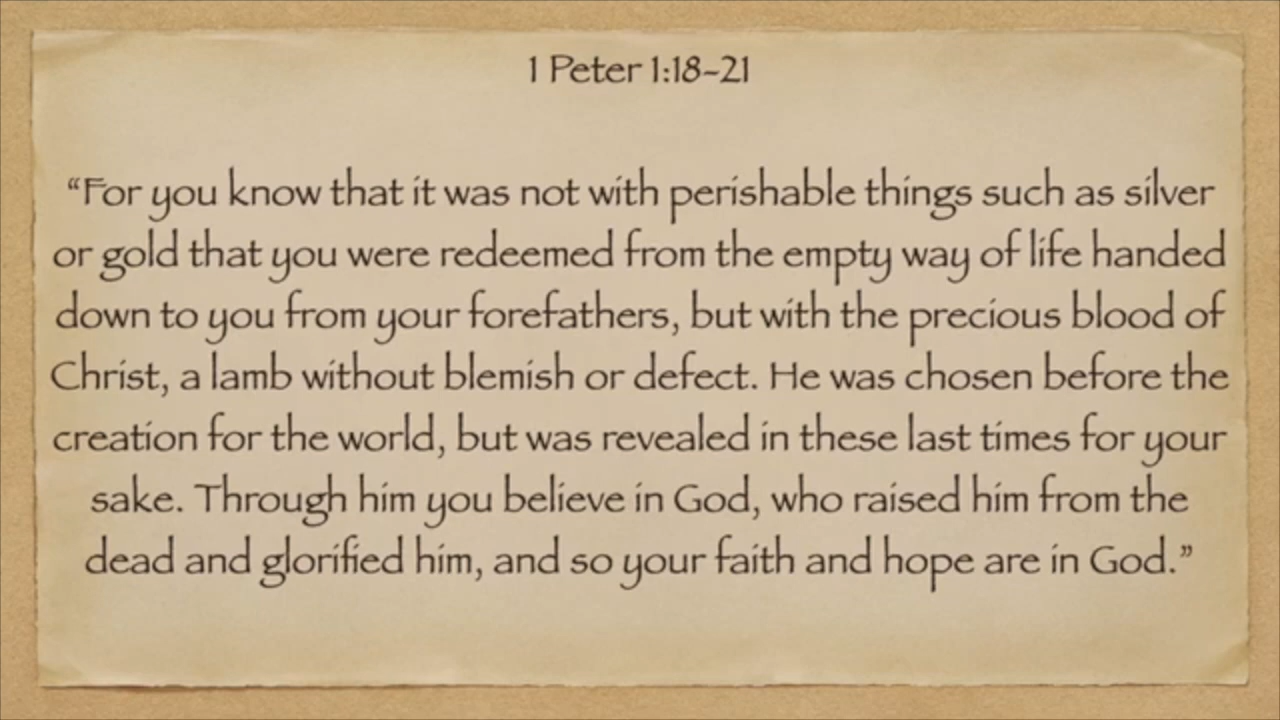 1 Peter 1:18-21
“For you know that it was not with perishable things such as silver
or gold that you were redeemed from the empty way of life handed
down to you from your forefathers, but with the precious blood of
Christ, a lamb without blemish or defect. He was chosen before the
creation for the world, but was revealed in these last times for your
sake. Through him you believe in God, who raised him from the
dead and glorified him, and so your faith and hope are in God.”